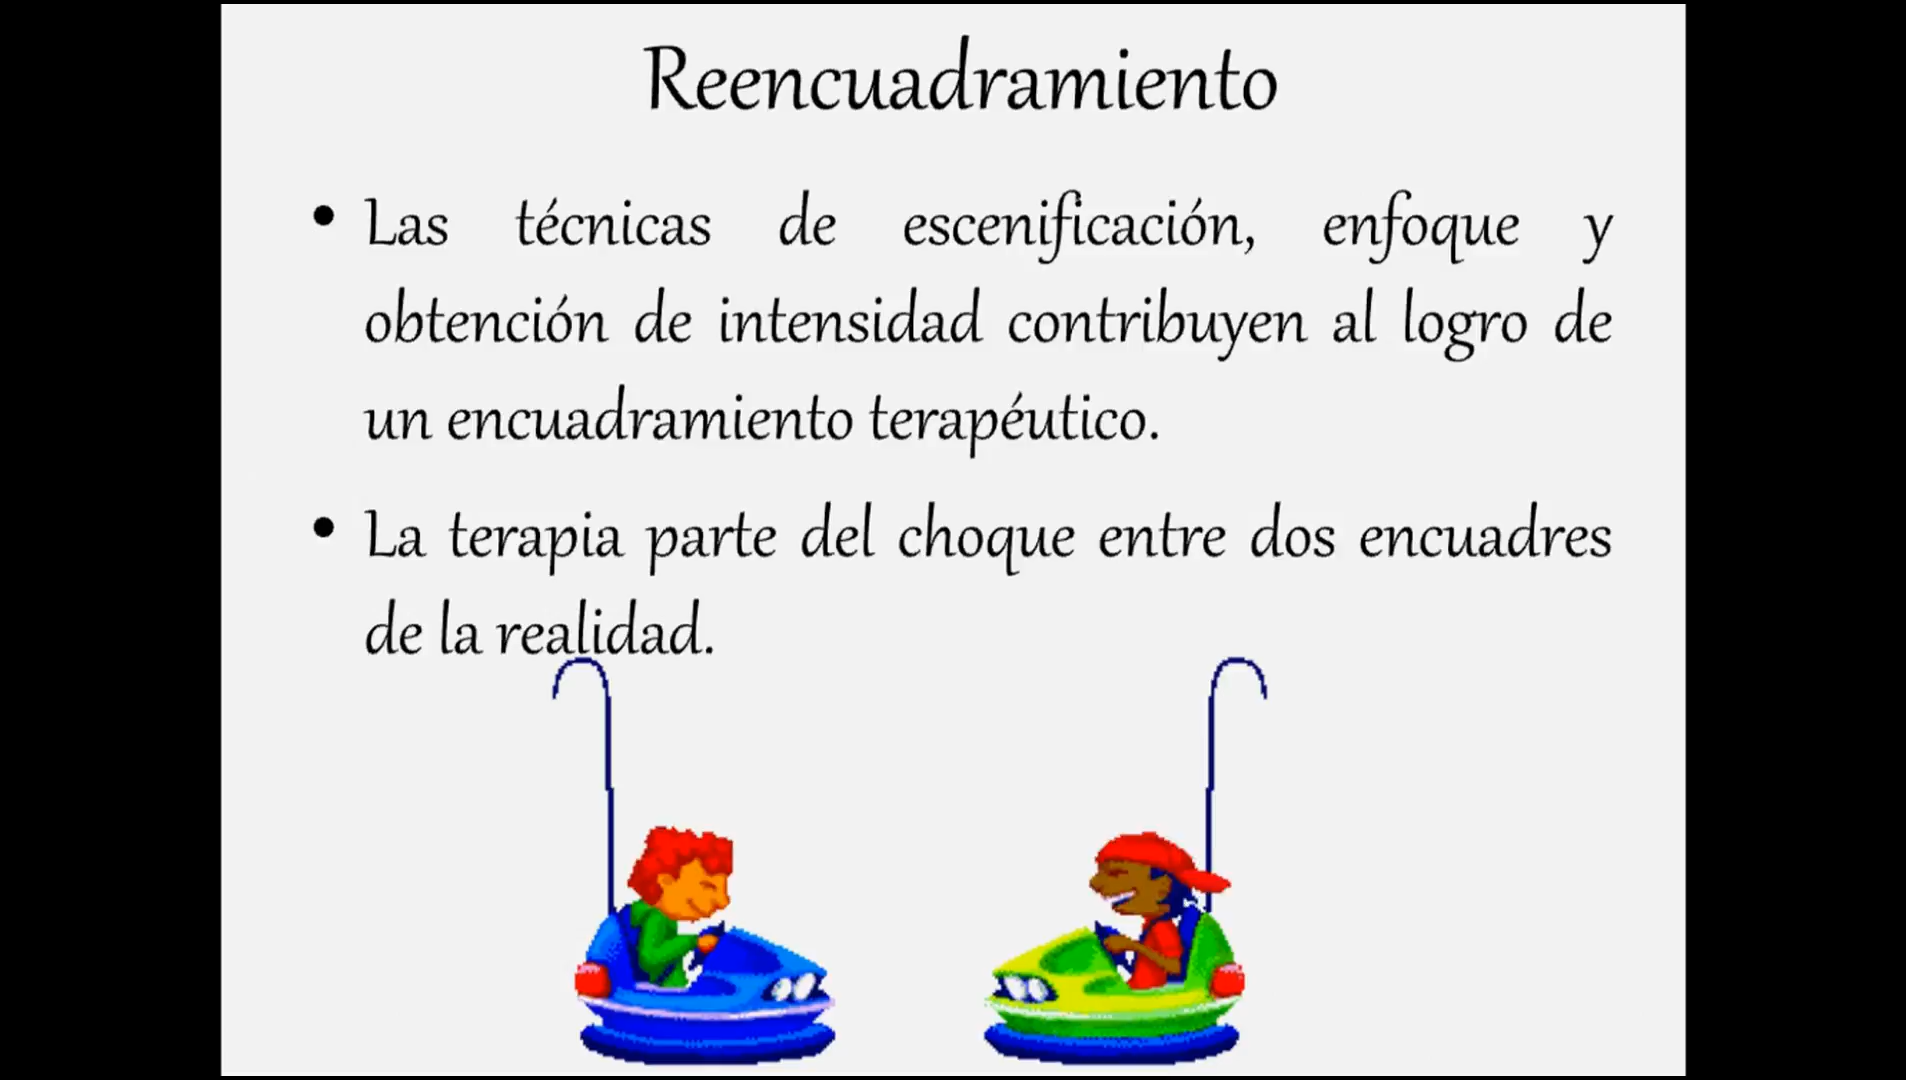 Reencuadramiento
• Las técnicas de escenificación, enfoque y
obtención de intensidad contribuyen al logro de
un encuadramiento terapéutico.
• La terapia parte del choque entre dos encuadres
de la realidad.